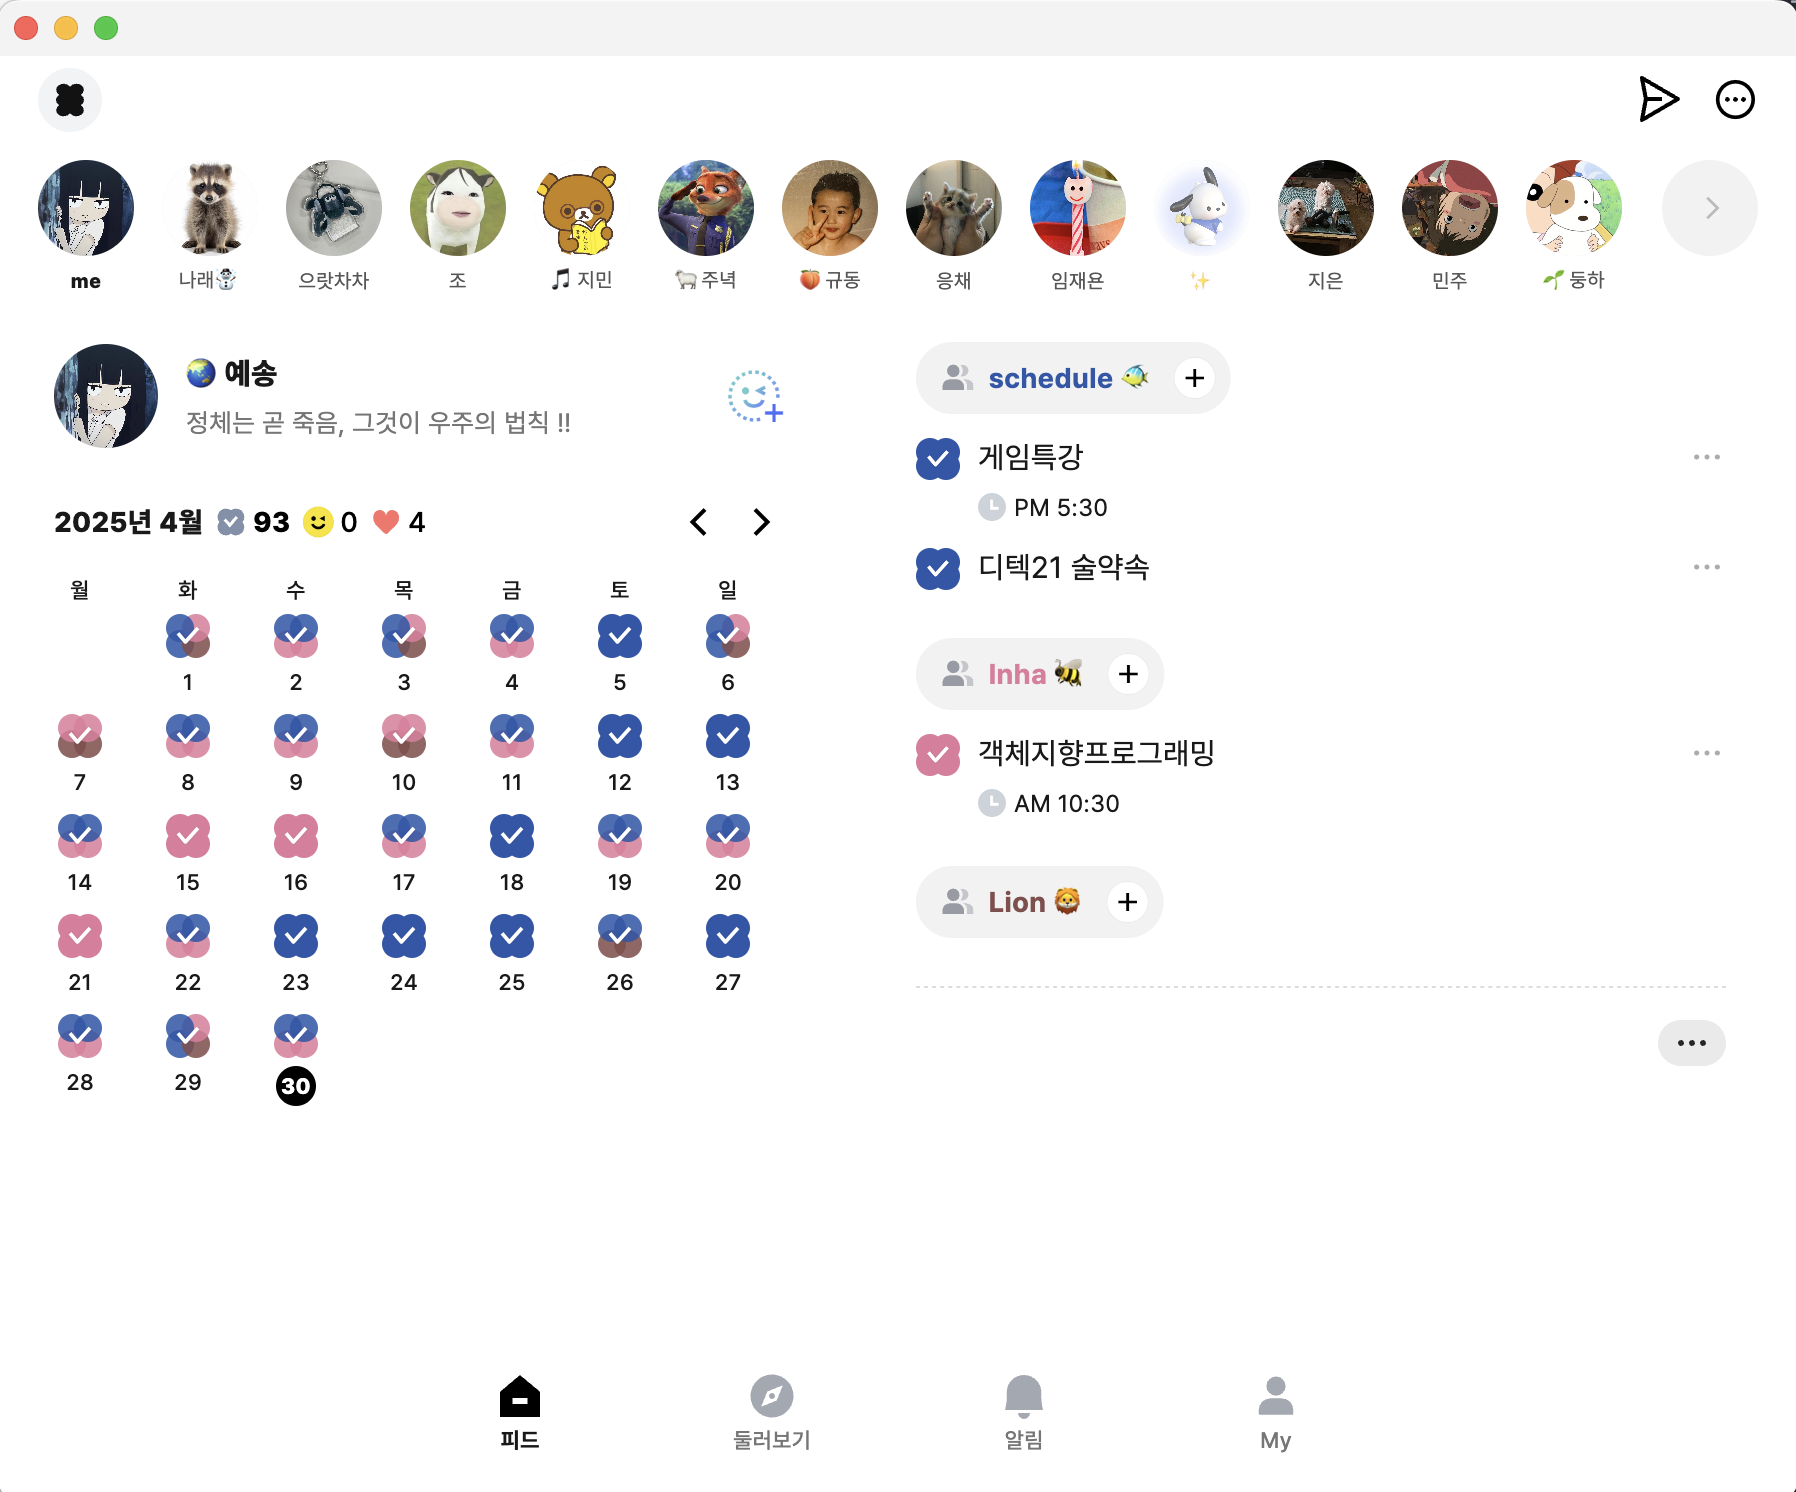 me
나래
으랏차차
조
지민
주녁
규동
응채
임재욘
지은
민주
둥하
예송
정체는 곧 죽음, 그것이 우주의 법칙 !!
2025년 4월 93 0 4
월 화 수 목 금 토 일
1 2 3 4 5 6
7 8 9 10 11 12 13
14 15 16 17 18 19 20
21 22 23 24 25 26 27
28 29 30
schedule
게임특강
PM 5:30
디텍21 술약속
Inha
객체지향프로그래밍
AM 10:30
Lion
피드
둘러보기
알림
My